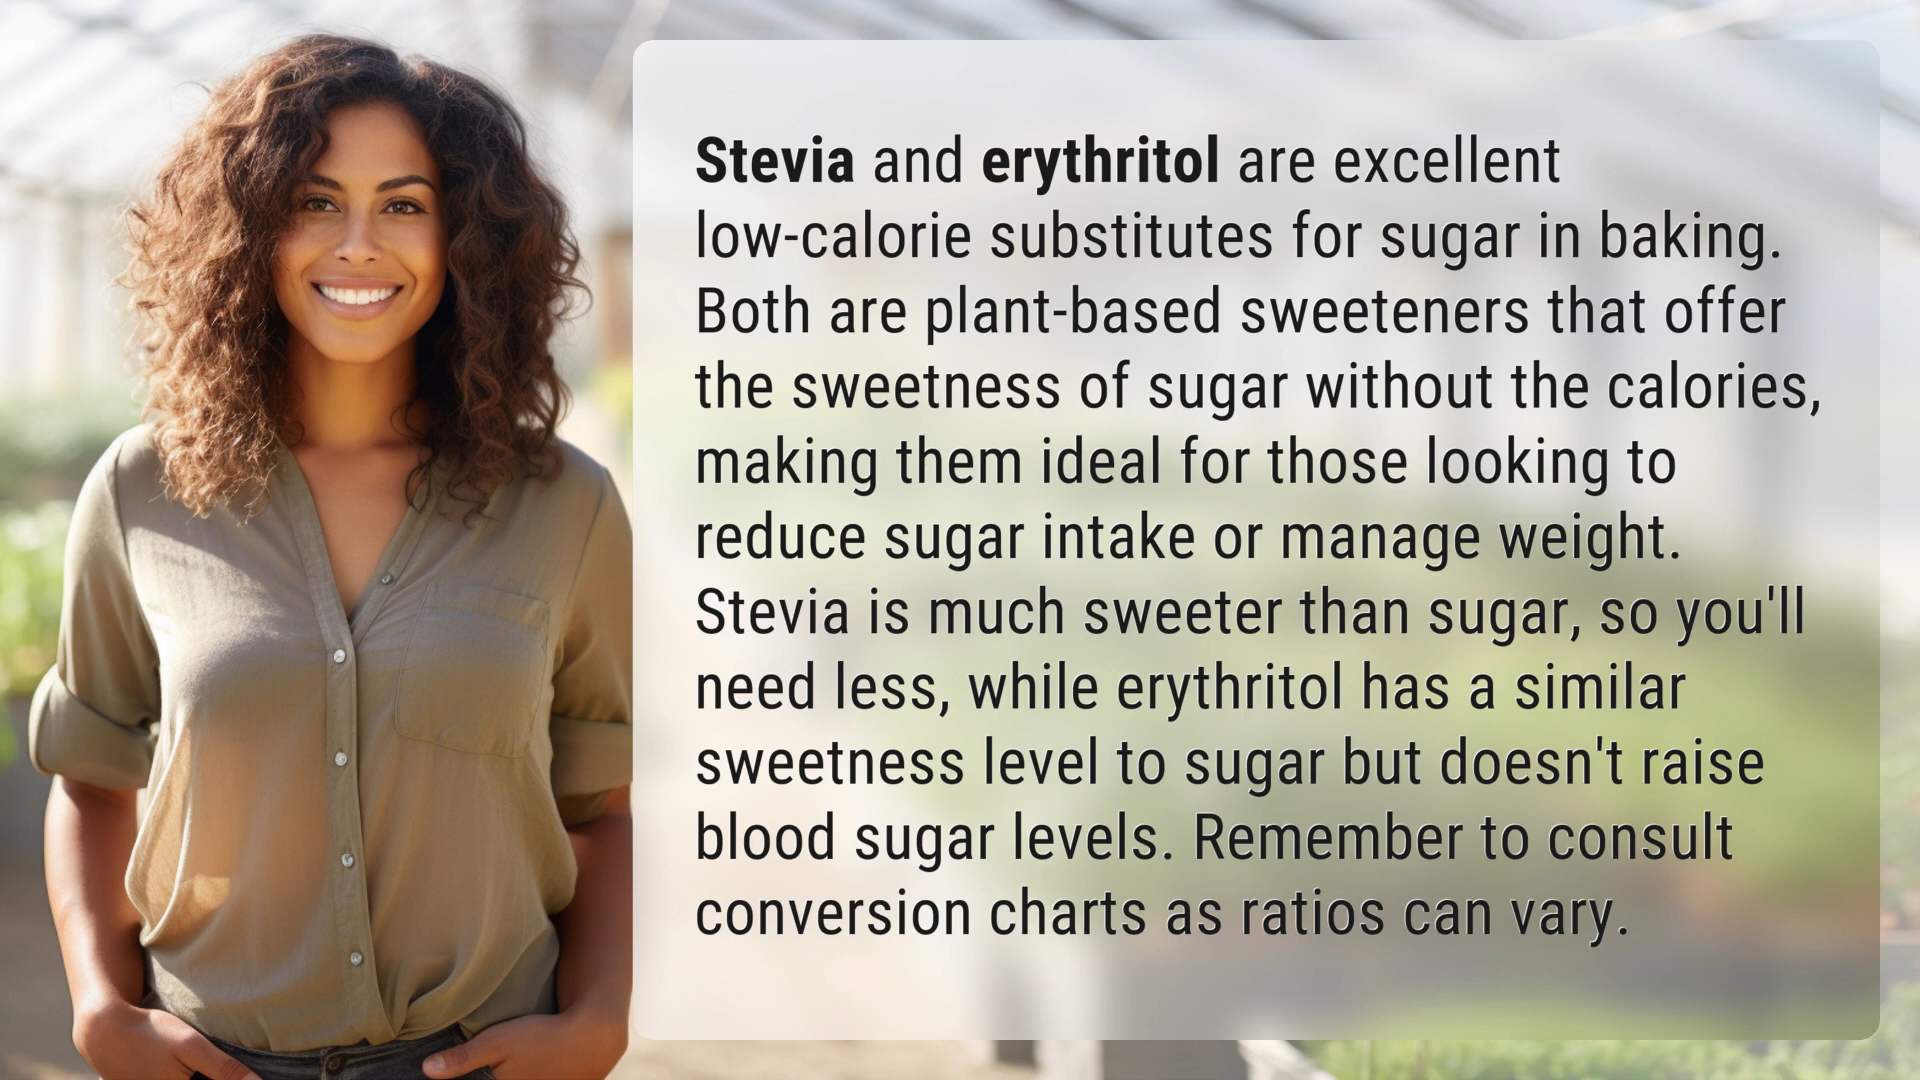 Stevia and erythritol are excellent
low-calorie substitutes for sugar in baking.
Both are plant-based sweeteners that offer
the sweetness of sugar without the calories,
making them ideal for those looking to
reduce sugar intake or manage weight.
Stevia is much sweeter than sugar, so you'll
need less, while erythritol has a similar
sweetness level to sugar but doesn't raise
blood sugar levels. Remember to consult
conversion charts as ratios can vary.